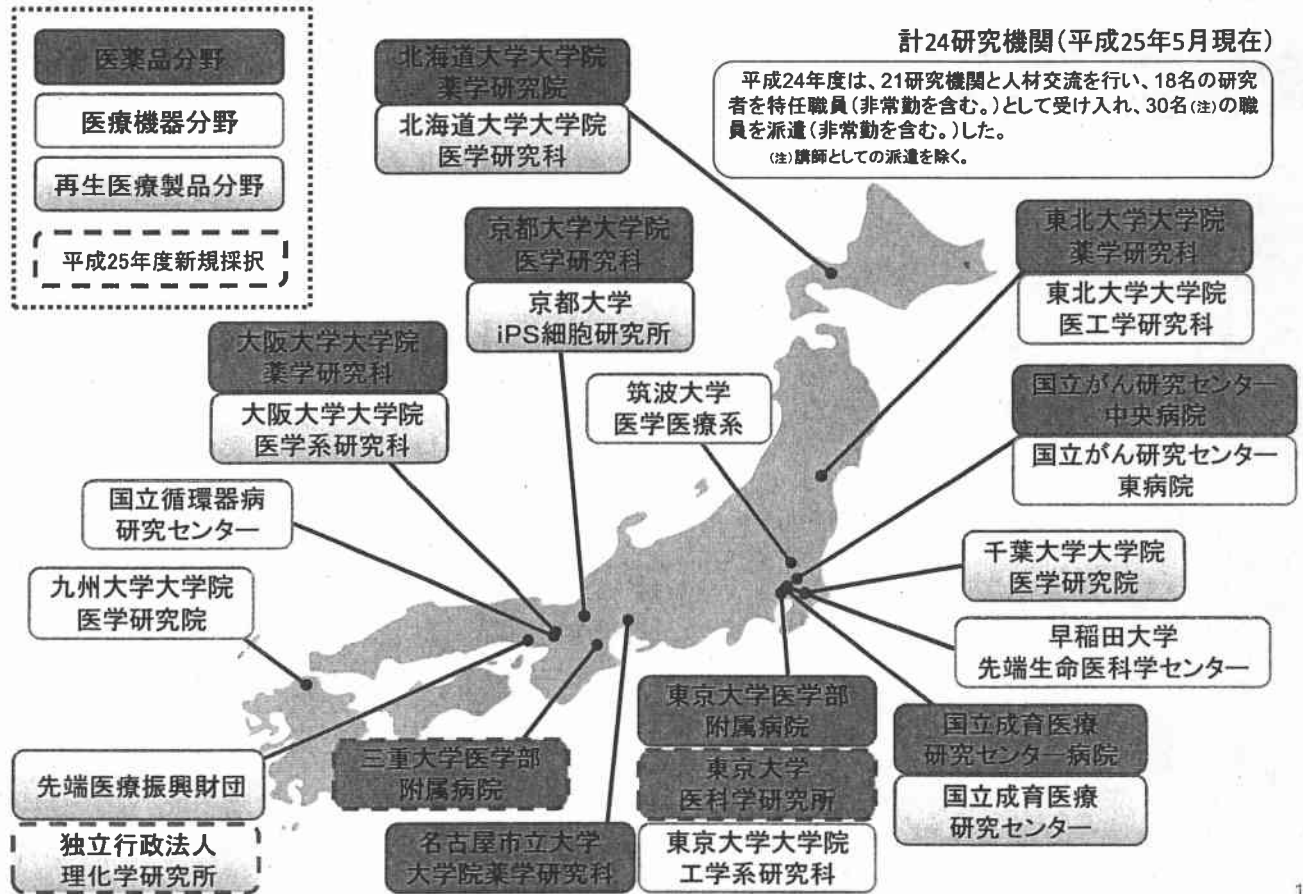 医薬品分野
医療機器分野
再生医療製品分野
平成25年度新規採択
計24研究機関(平成25年5月現在)
平成24年度は、21研究機関と人材交流を行い、18名の研究
者を特任職員(非常勤を含む。)として受け入れ、30名(注)の職
員を派遣(非常勤を含む。)した。
(注)講師としての派遣を除く。
北海道大学大学院
薬学研究院
北海道大学大学院
医学研究科
京都大学大学院
医学研究科
京都大学
iPS細胞研究所
東北大学大学院
薬学研究科
東北大学大学院
医工学研究科
大阪大学大学院
薬学研究科
大阪大学大学院
医学系研究科
筑波大学
医学医療系
国立がん研究センター
中央病院
国立がん研究センター
東病院
国立循環器病
研究センター
千葉大学大学院
医学研究院
九州大学大学院
医学研究院
早稲田大学
先端生命医科学センター
東京大学医学部
附属病院
東京大学
医科学研究所
東京大学大学院
工学系研究科
国立成育医療
研究センター病院
国立成育医療
研究センター
先端医療振興財団
独立行政法人
理化学研究所
三重大学医学部
附属病院
名古屋市立大学
大学院薬学研究科